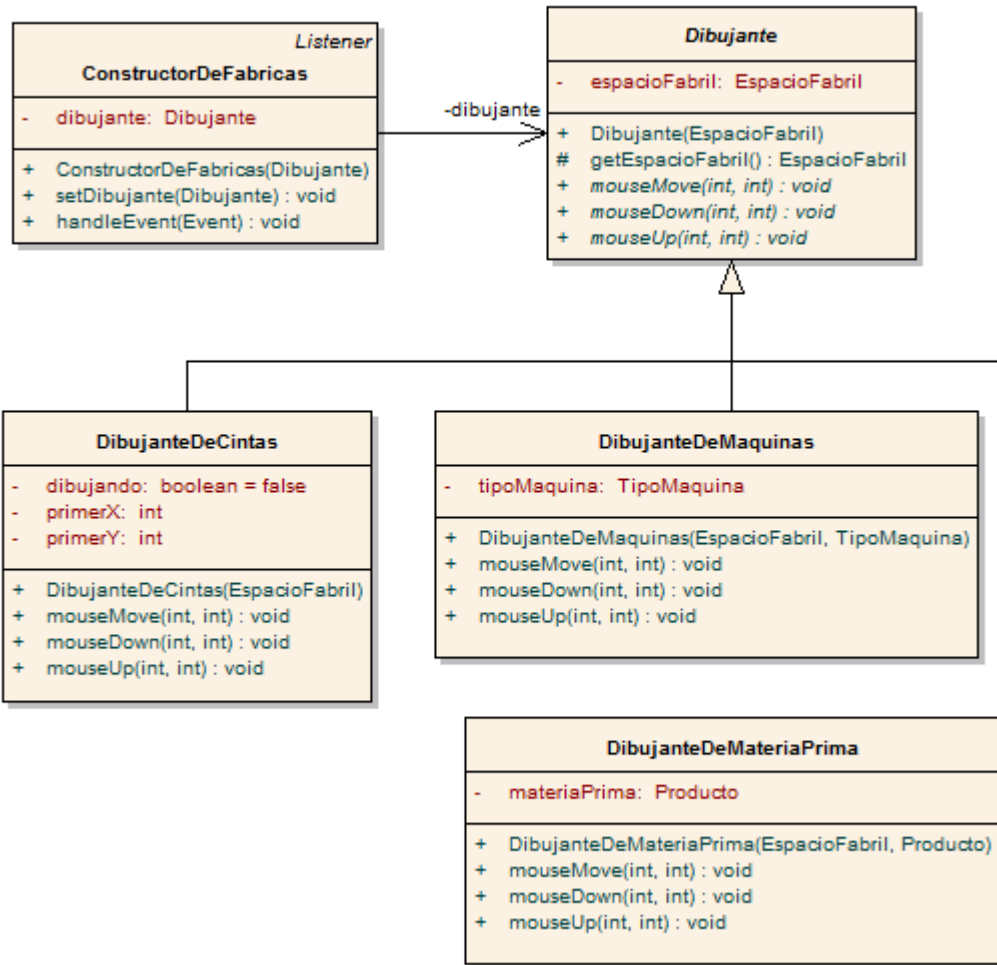 Listener
ConstructorDeFabricas
- dibujante: Dibujante
+ ConstructorDeFabricas(Dibujante)
+ setDibujante(Dibujante) : void
+ handleEvent(Event) : void
-dibujante
Dibujante
- espacioFabril: EspacioFabril
+ Dibujante(EspacioFabril)
# getEspacioFabril() : EspacioFabril
+ mouseMove(int, int) : void
+ mouseDown(int, int) : void
+ mouseUp(int, int) : void
DibujanteDeCintas
- dibujando: boolean = false
- primerX: int
- primerY: int
+ DibujanteDeCintas(EspacioFabril)
+ mouseMove(int, int) : void
+ mouseDown(int, int) : void
+ mouseUp(int, int) : void
DibujanteDeMaquinas
- tipoMaquina: TipoMaquina
+ DibujanteDeMaquinas(EspacioFabril, TipoMaquina)
+ mouseMove(int, int) : void
+ mouseDown(int, int) : void
+ mouseUp(int, int) : void
DibujanteDeMateriaPrima
- materiaPrima: Producto
+ DibujanteDeMateriaPrima(EspacioFabril, Producto)
+ mouseMove(int, int) : void
+ mouseDown(int, int) : void
+ mouseUp(int, int) : void